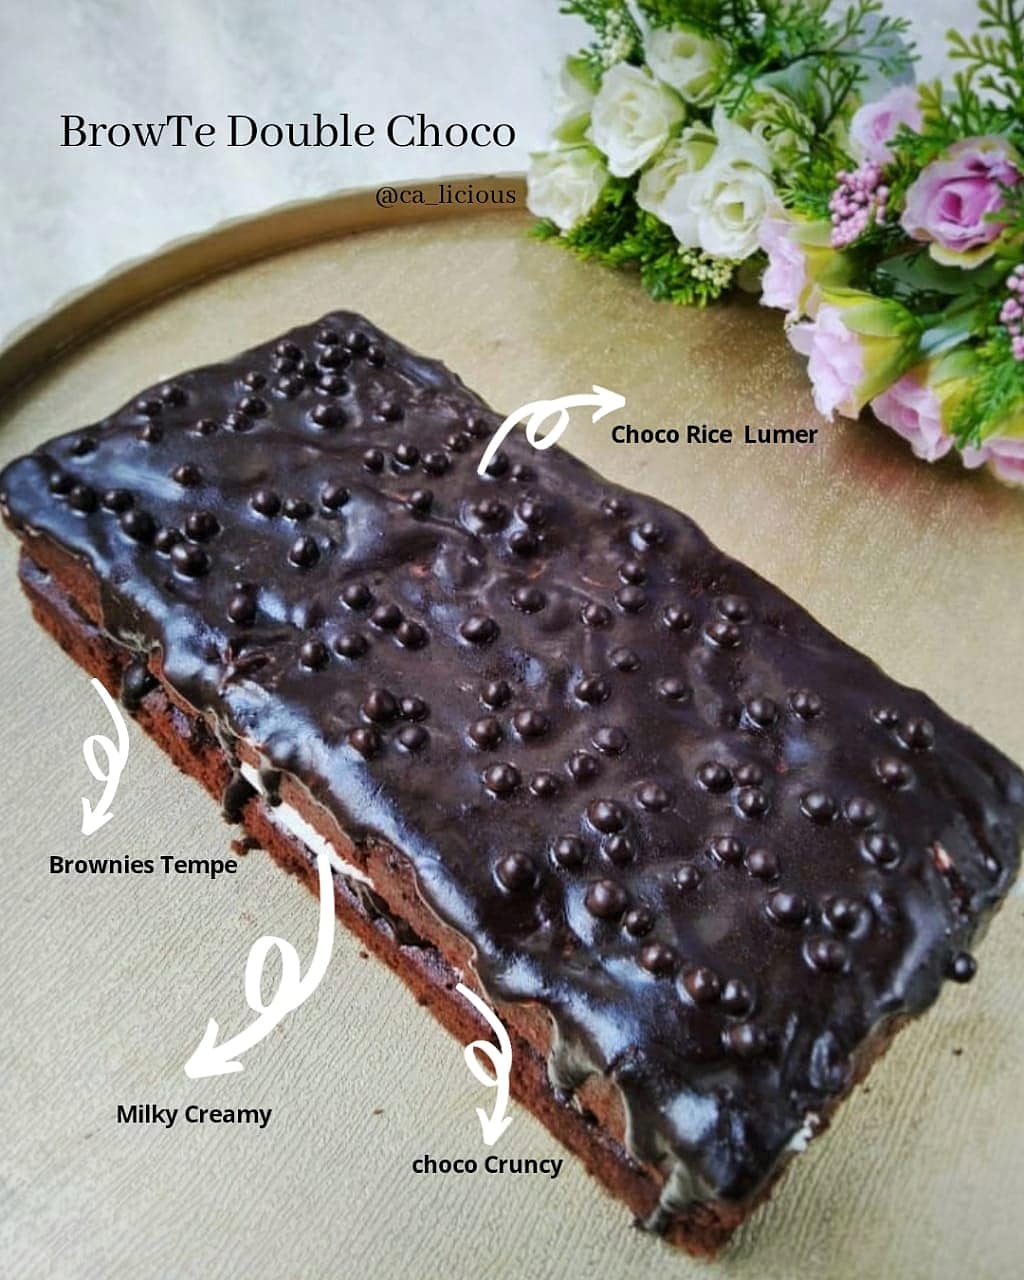 BrowTe Double Choco
@ca_licious
Choco Rice Lumer
Brownies Tempe
Milky Creamy
choco Cruncy